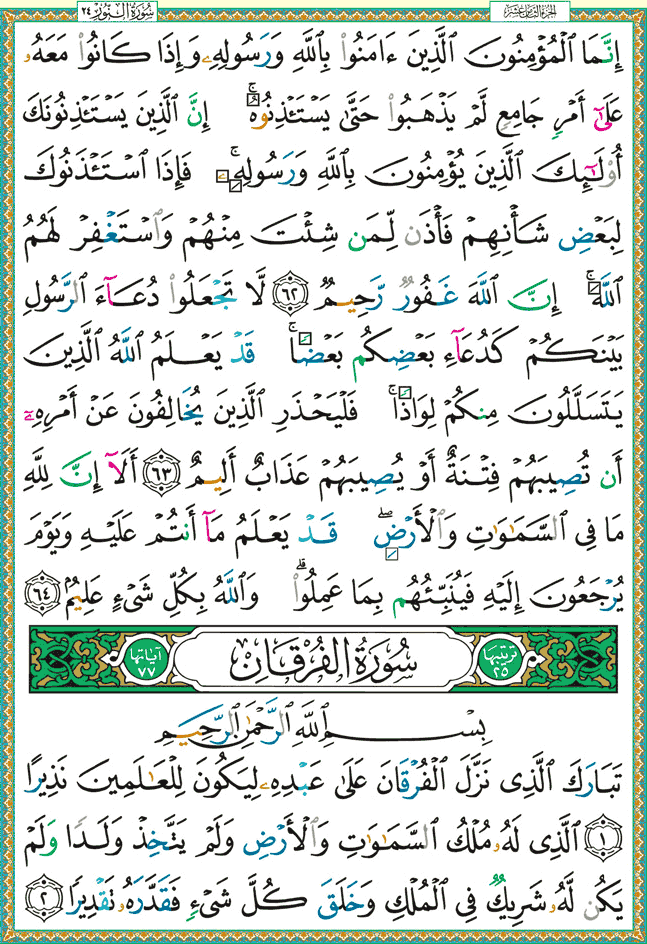 سُورَةُ النُّورِ ٢٤
الجزء الثامن عشر
إِنَّمَا ٱلْمُؤْمِنُونَ ٱلَّذِينَ ءَامَنُوا۟ بِٱللَّهِ وَرَسُولِهِۦ وَإِذَا كَانُوا۟ مَعَهُۥ
عَلَىٰٓ أَمْرٍ جَامِعٍ لَّمْ يَذْهَبُوا۟ حَتَّىٰ يَسْتَـْٔذِنُوهُ ۚ إِنَّ ٱلَّذِينَ يَسْتَـْٔذِنُونَكَ
أُو۟لَـٰٓئِكَ ٱلَّذِينَ يُؤْمِنُونَ بِٱللَّهِ وَرَسُولِهِۦ ۚ فَإِذَا ٱسْتَـْٔذَنُوكَ
لِبَعْضِ شَأْنِهِمْ فَأْذَن لِّمَن شِئْتَ مِنْهُمْ وَٱسْتَغْفِرْ لَهُمُ
ٱللَّهَ ۚ إِنَّ ٱللَّهَ غَفُورٌ رَّحِيمٌ ٦٢ لَّا تَجْعَلُوا۟ دُعَآءَ ٱلرَّسُولِ
بَيْنَكُمْ كَدُعَآءِ بَعْضِكُم بَعْضًا ۚ قَدْ يَعْلَمُ ٱللَّهُ ٱلَّذِينَ
يَتَسَلَّلُونَ مِنكُمْ لِوَاذًا ۚ فَلْيَحْذَرِ ٱلَّذِينَ يُخَالِفُونَ عَنْ أَمْرِهِۦٓ
أَن تُصِيبَهُمْ فِتْنَةٌ أَوْ يُصِيبَهُمْ عَذَابٌ أَلِيمٌ ٦٣ أَلَآ إِنَّ لِلَّهِ
مَا فِى ٱلسَّمَـٰوَٰتِ وَٱلْأَرْضِ ۖ قَدْ يَعْلَمُ مَآ أَنتُمْ عَلَيْهِ وَيَوْمَ
يُرْجَعُونَ إِلَيْهِ فَيُنَبِّئُهُم بِمَا عَمِلُوا۟ ۗ وَٱللَّهُ بِكُلِّ شَىْءٍ عَلِيمٌۢ ٦٤
ترتيبها ٢٥
سُورَةُ الفُرْقَانِ
آياتها ٧٧
بِسْمِ ٱللَّهِ ٱلرَّحْمَـٰنِ ٱلرَّحِيمِ
تَبَارَكَ ٱلَّذِى نَزَّلَ ٱلْفُرْقَانَ عَلَىٰ عَبْدِهِۦ لِيَكُونَ لِلْعَـٰلَمِينَ نَذِيرًا
١ ٱلَّذِى لَهُۥ مُلْكُ ٱلسَّمَـٰوَٰتِ وَٱلْأَرْضِ وَلَمْ يَتَّخِذْ وَلَدًا وَلَمْ
يَكُن لَّهُۥ شَرِيكٌ فِى ٱلْمُلْكِ وَخَلَقَ كُلَّ شَىْءٍ فَقَدَّرَهُۥ تَقْدِيرًا ٢